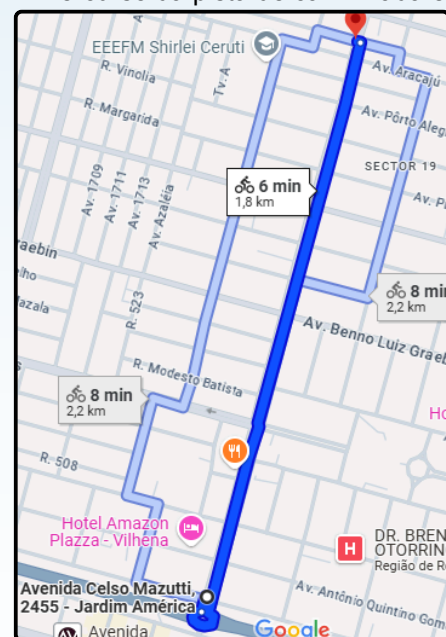 EEEFM Shirlei Ceruti
Av. Aracajú
R. Vinolia
Tv. A
R. Margarida
Av. Pôrto Aleg
SECTOR 19
6 min
1,8 km
Av. 1709
Av. 1711
Av. 1713
Av. Azaléia
Av. P
raebin
8 min
2,2 km
R. 523
Av. Benno Luiz Graeb
R. Modesto Batista
8 min
2,2 km
R. 508
Hotel Amazon
Plazza - Vilhena
H
DR. BREN
OTORRIN
Região de R
Avenida Celso Mazutti,
2455 - Jardim América
Av. Antônio Quintino Gom
Avenida
Google